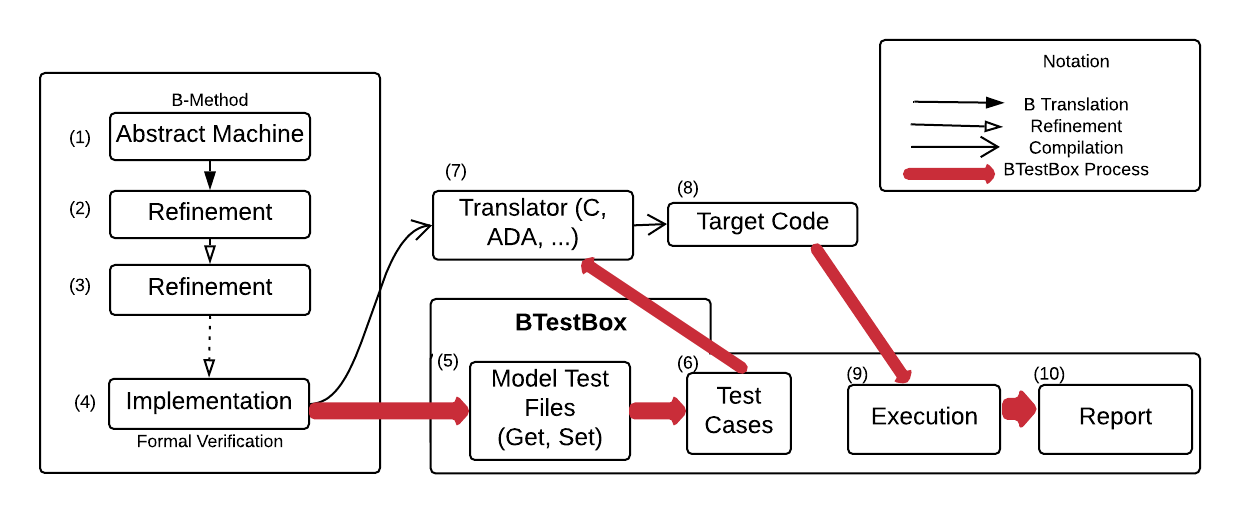 B-Method
(1)
Abstract Machine
(2)
Refinement
(3)
Refinement
(4)
Implementation
Formal Verification
(7)
Translator (C,
ADA, ...)
(8)
Target Code
Notation
B Translation
Refinement
Compilation
BTestBox Process
BTestBox
(5)
Model Test
Files
(Get, Set)
(6)
Test
Cases
(9)
Execution
(10)
Report